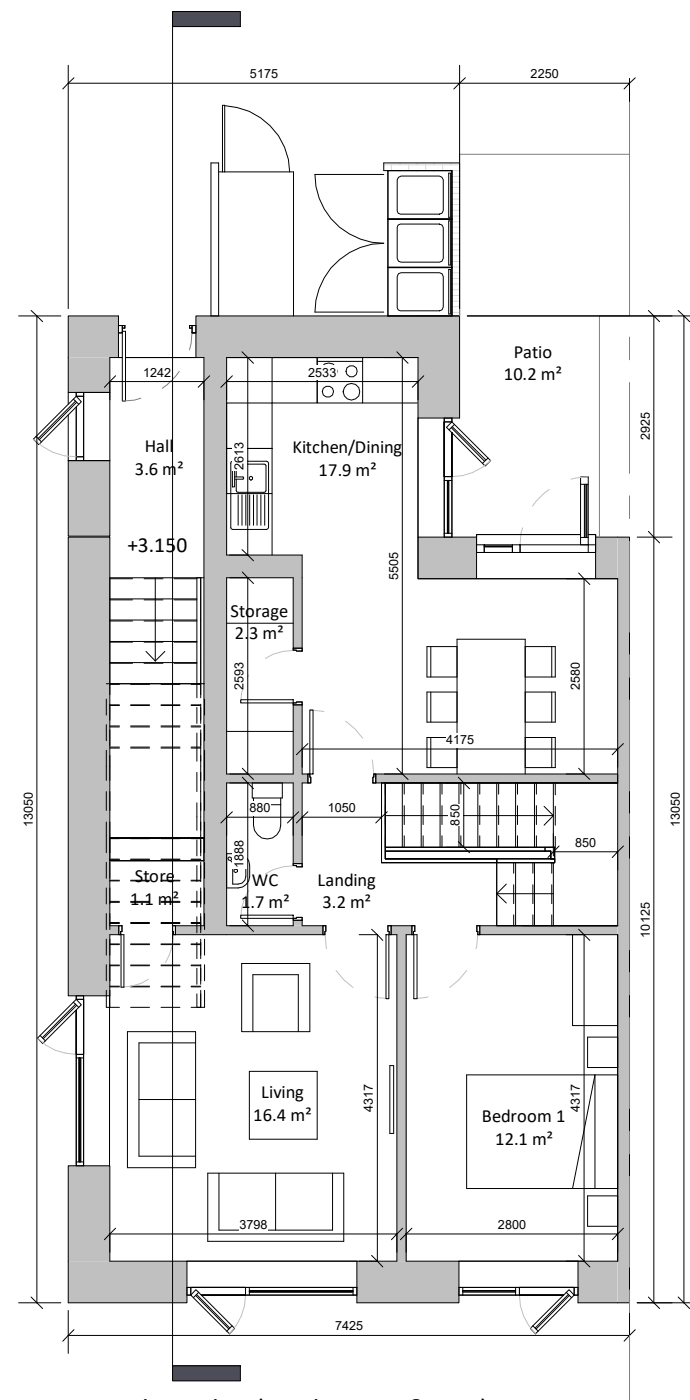 5175
2250
Patio
10.2 m²
1242
2533
Hall
3.6 m²
Kitchen/Dining
17.9 m²
2613
2925
+3.150
5505
Storage
2.3 m²
2593
2580
4175
13050
13050
880
1050
850
850
1888
Store
1.1 m²
WC
1.7 m²
Landing
3.2 m²
10125
Living
16.4 m²
4317
Bedroom 1
12.1 m²
4317
3798
2800
7425